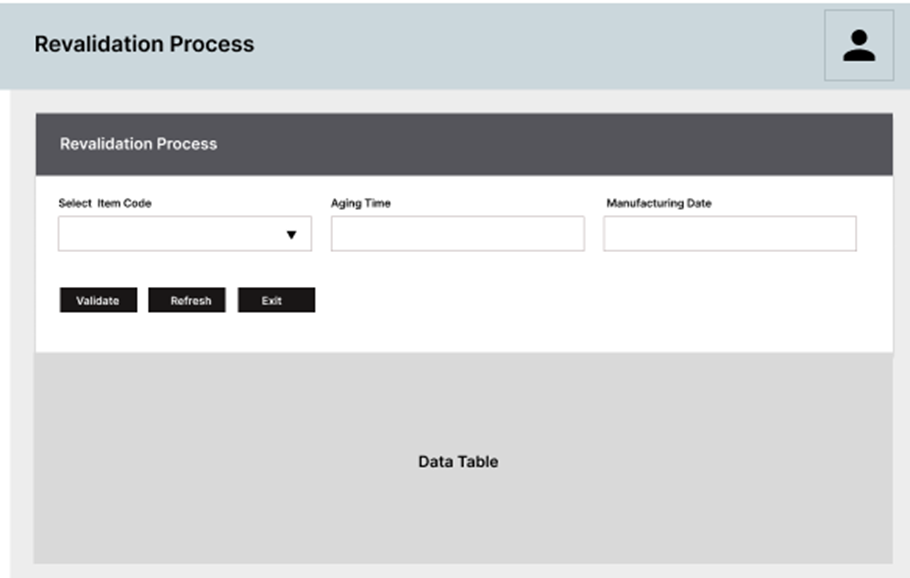 Revalidation Process
Revalidation Process
Select Item Code
Aging Time
Manufacturing Date
Validate
Refresh
Exit
Data Table